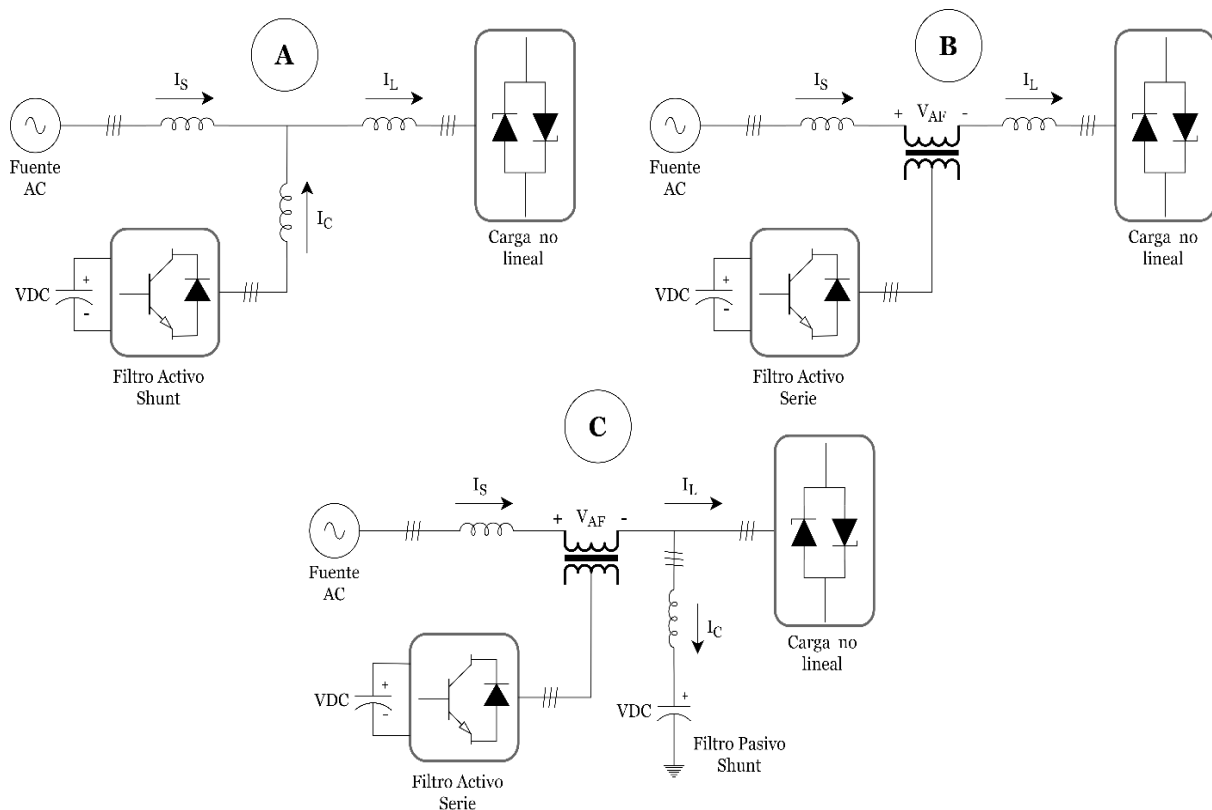 A
I_S
I_L
Fuente
AC
I_C
Carga no
lineal
VDC
+
-
Filtro Activo
Shunt
B
I_S
I_L
+ V_AF -
Fuente
AC
Carga no
lineal
VDC
+
-
Filtro Activo
Serie
C
I_S
I_L
+ V_AF -
Fuente
AC
I_C
Carga no
lineal
VDC
+
-
VDC
+
Filtro Pasivo
Shunt
Filtro Activo
Serie